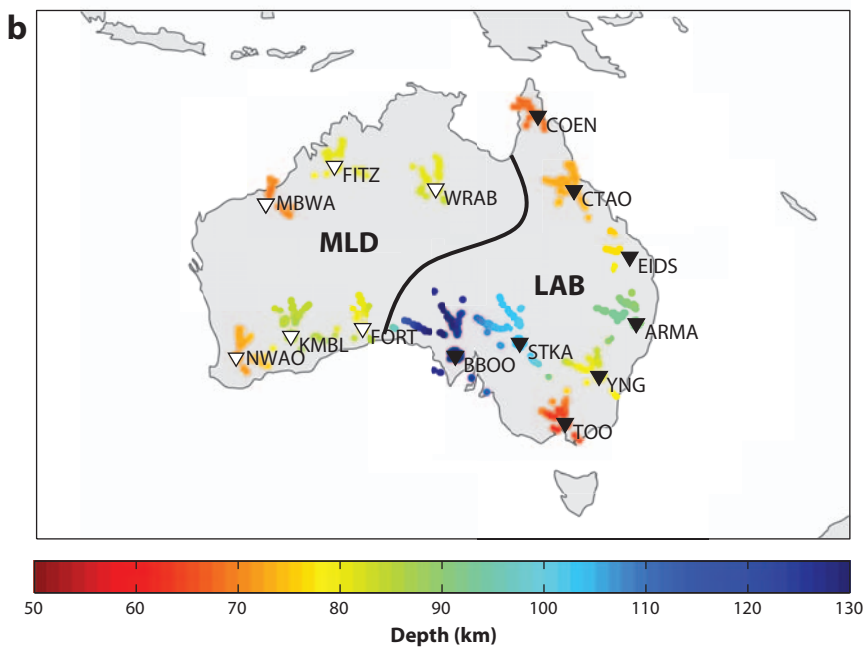 b
COEN
FITZ
WRAB
CTAO
MBWA
MLD
EIDS
LAB
ARMA
FORT
KMBL
STKA
NWAO
BBOO
YNG
TOO
50 60 70 80 90 100 110 120 130
Depth (km)